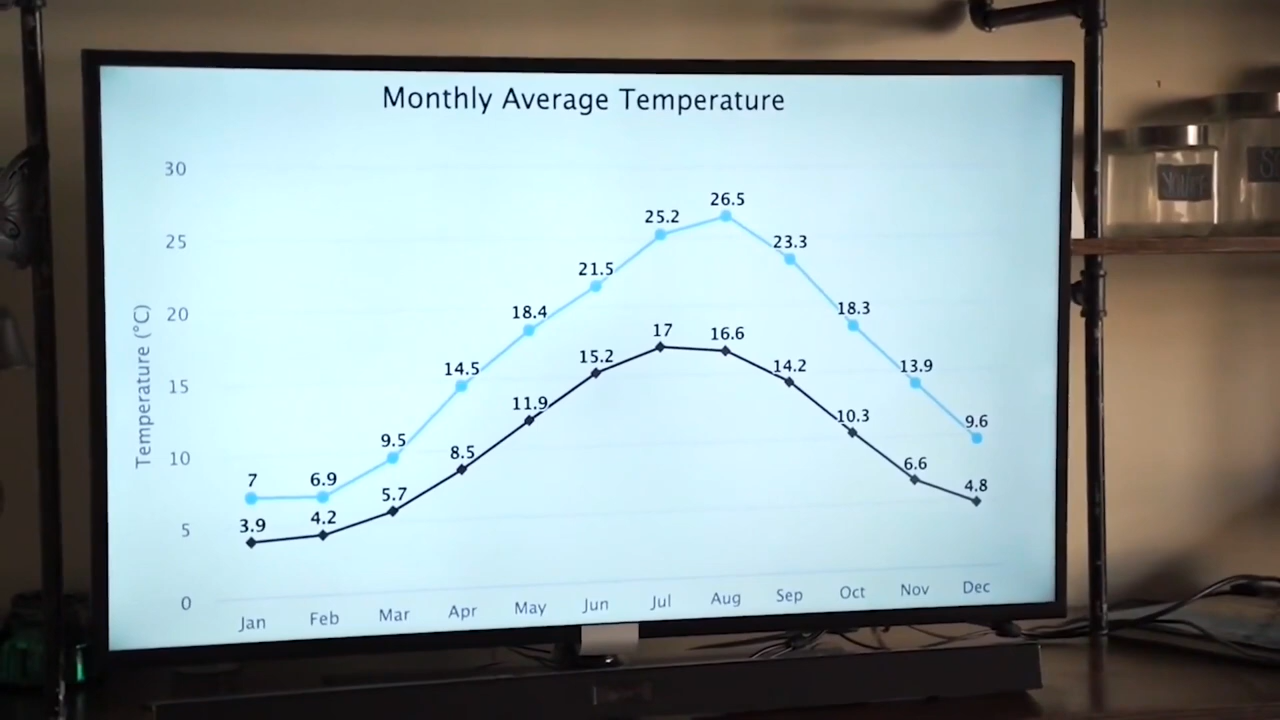 Monthly Average Temperature
Temperature (°C)
30
25
20
15
10
5
0
7 6.9 9.5 14.5 18.4 21.5 25.2 26.5 23.3 18.3 13.9 9.6
3.9 4.2 5.7 8.5 11.9 15.2 17 16.6 14.2 10.3 6.6 4.8
Jan Feb Mar Apr May Jun Jul Aug Sep Oct Nov Dec